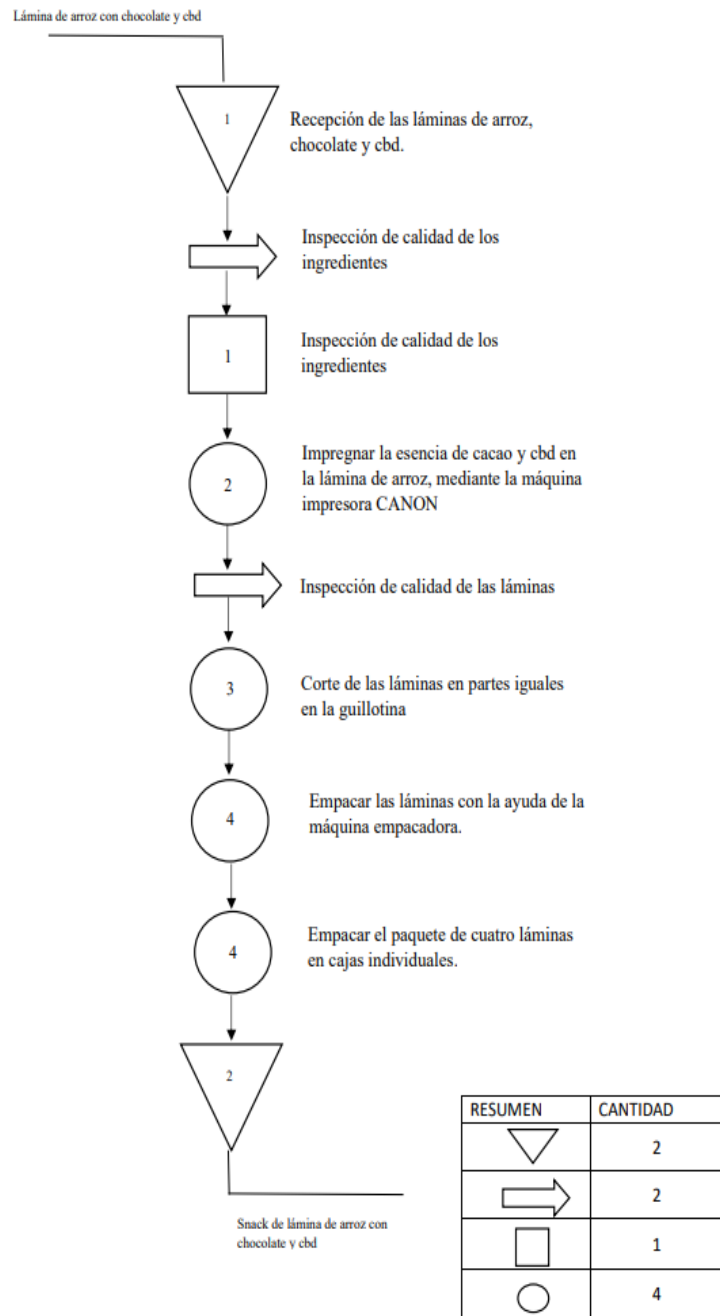 Lámina de arroz con chocolate y cbd
1
Recepción de las láminas de arroz,
chocolate y cbd.
Inspección de calidad de los
ingredientes
1
Inspección de calidad de los
ingredientes
2
Impregnar la esencia de cacao y cbd en
la lámina de arroz, mediante la máquina
impresora CANON
Inspección de calidad de las láminas
3
Corte de las láminas en partes iguales
en la guillotina
4
Empacar las láminas con la ayuda de la
máquina empacadora.
4
Empacar el paquete de cuatro láminas
en cajas individuales.
2
Snack de lámina de arroz con
chocolate y cbd
RESUMEN CANTIDAD
2
2
1
4